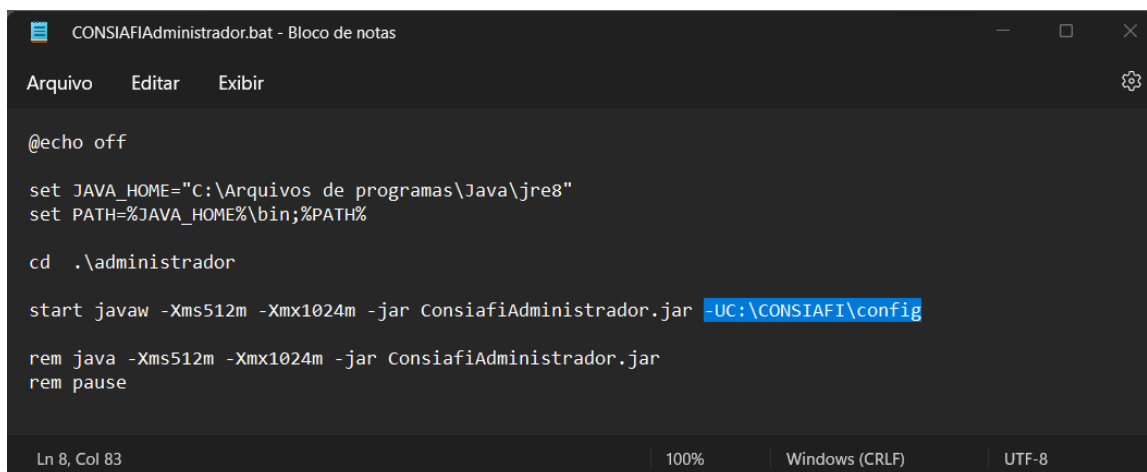 CONSIAFIAdministrador.bat - Bloco de notas
Arquivo Editar Exibir
@echo off
set JAVA_HOME="C:\Arquivos de programas\Java\jre8"
set PATH=%JAVA_HOME%\bin;%PATH%
cd  .\administrador
start javaw -Xms512m -Xmx1024m -jar ConsiafiAdministrador.jar -UC:\CONSIAFI\config
rem java -Xms512m -Xmx1024m -jar ConsiafiAdministrador.jar
rem pause
Ln 8, Col 83 100% Windows (CRLF) UTF-8